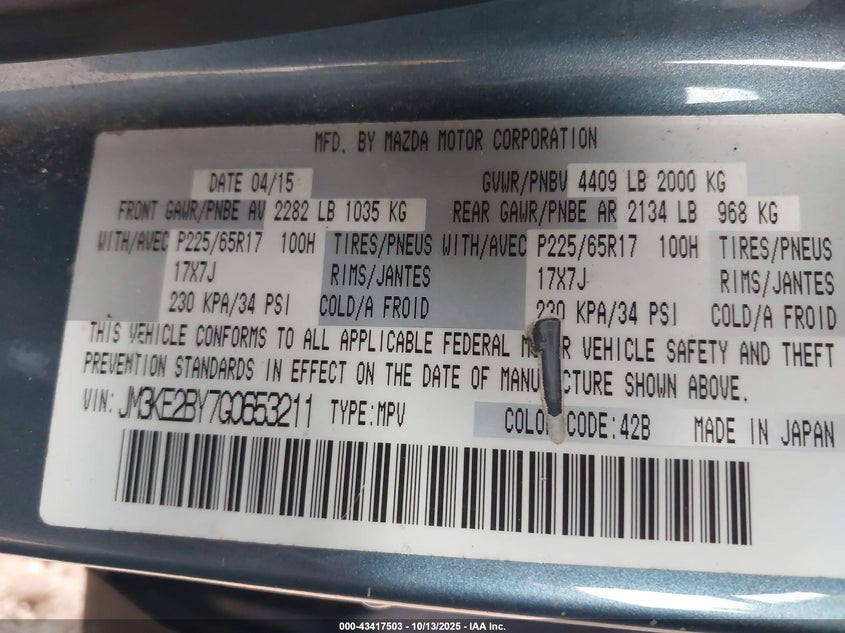 MFD. BY MAZDA MOTOR CORPORATION
DATE 04/15 GVWR/PNBV 4409 LB 2000 KG
FRONT GAWR/PNBE AV 2282 LB 1035 KG REAR GAWR/PNBE AR 2134 LB 968 KG
WITH/AVEC P225/65R17 100H TIRES/PNEUS WITH/AVEC P225/65R17 100H TIRES/PNEUS
17X7J RIMS/JANTES 17X7J RIMS/JANTES
230 KPA/34 PSI COLD/A FROID 230 KPA/34 PSI COLD/A FROID
THIS VEHICLE CONFORMS TO ALL APPLICABLE FEDERAL MOTOR VEHICLE SAFETY AND THEFT
PREVENTION STANDARDS IN EFFECT ON THE DATE OF MANUFACTURE SHOWN ABOVE.
VIN: JM3KE2BY7G0653211 TYPE:MPV COLOR CODE:42B MADE IN JAPAN
000-43417503 - 10/13/2025 - IAA Inc.